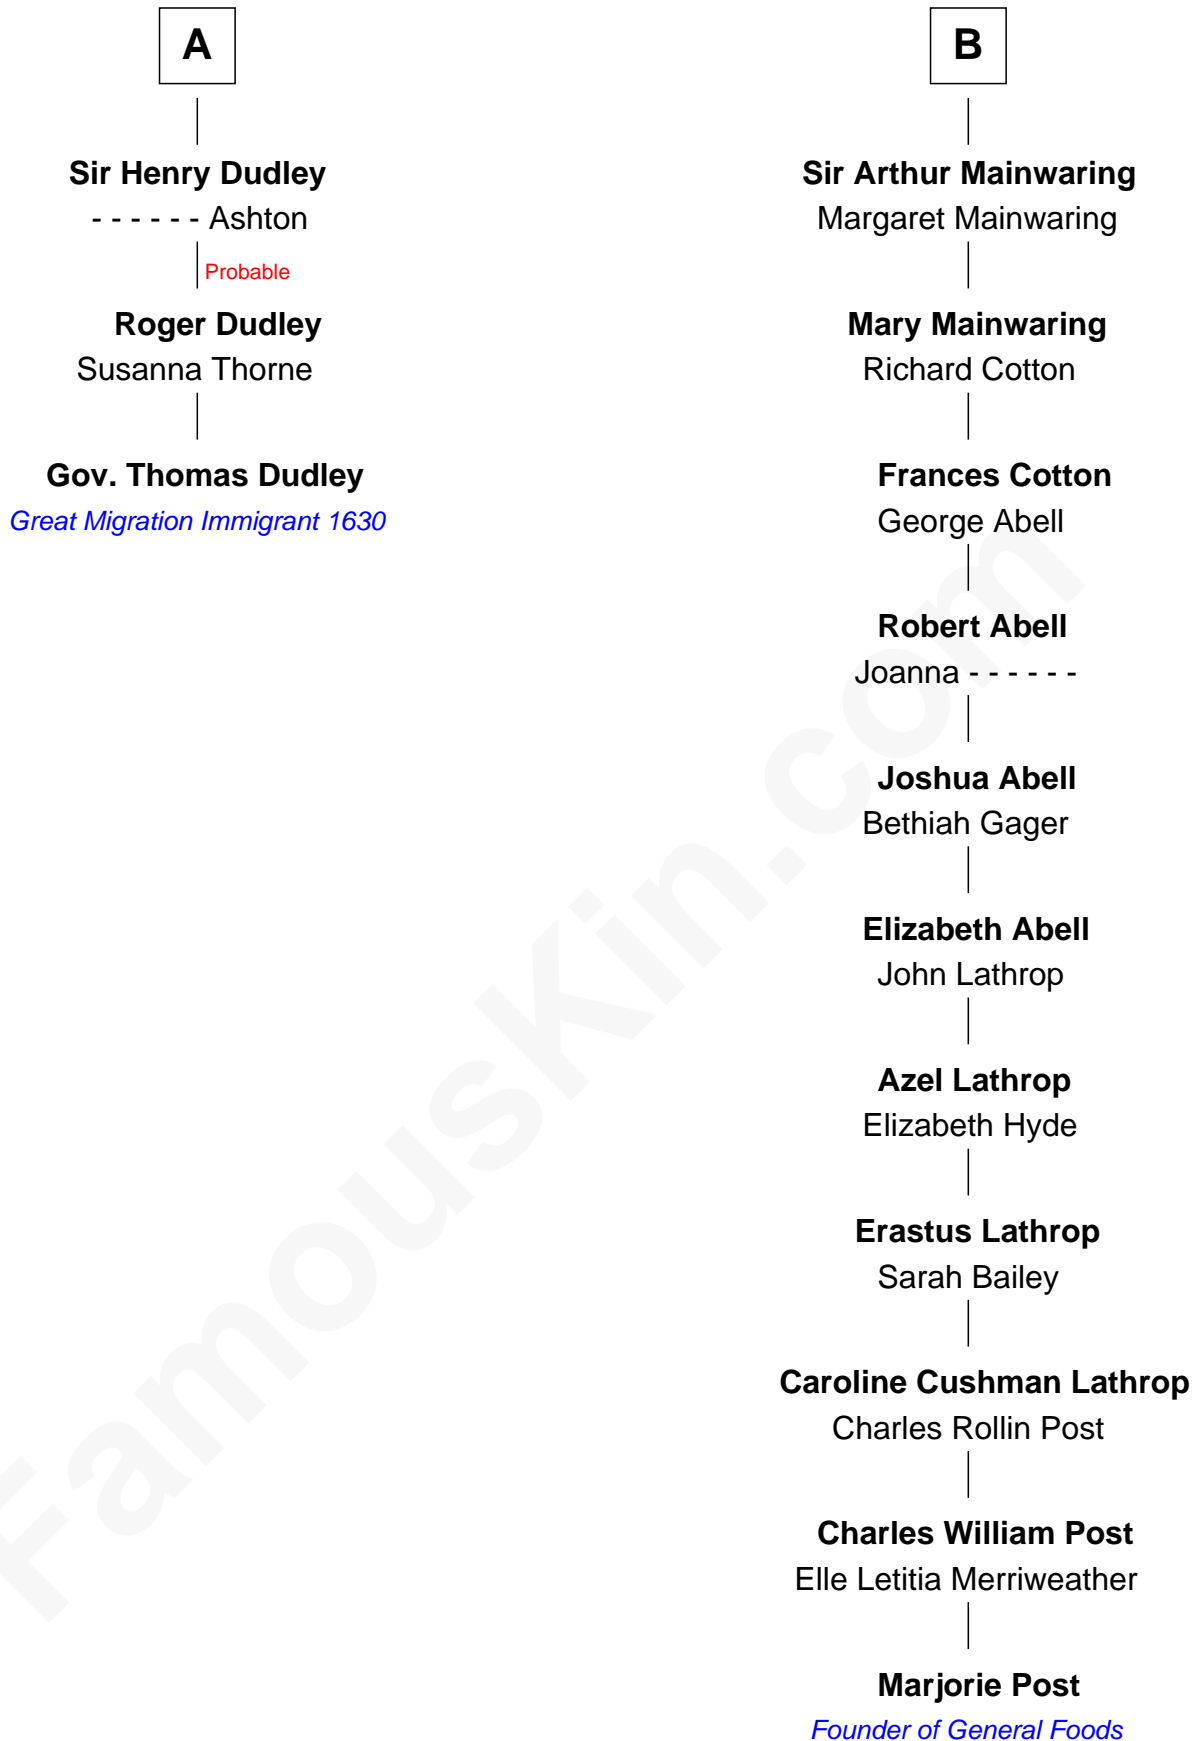 A
Sir Henry Dudley
- - - - - - Ashton
Probable
Roger Dudley
Susanna Thorne
Gov. Thomas Dudley
Great Migration Immigrant 1630
B
Sir Arthur Mainwaring
Margaret Mainwaring
Mary Mainwaring
Richard Cotton
Frances Cotton
George Abell
Robert Abell
Joanna - - - - - -
Joshua Abell
Bethiah Gager
Elizabeth Abell
John Lathrop
Azel Lathrop
Elizabeth Hyde
Erastus Lathrop
Sarah Bailey
Caroline Cushman Lathrop
Charles Rollin Post
Charles William Post
Elle Letitia Merriweather
Marjorie Post
Founder of General Foods
FamousKin.com